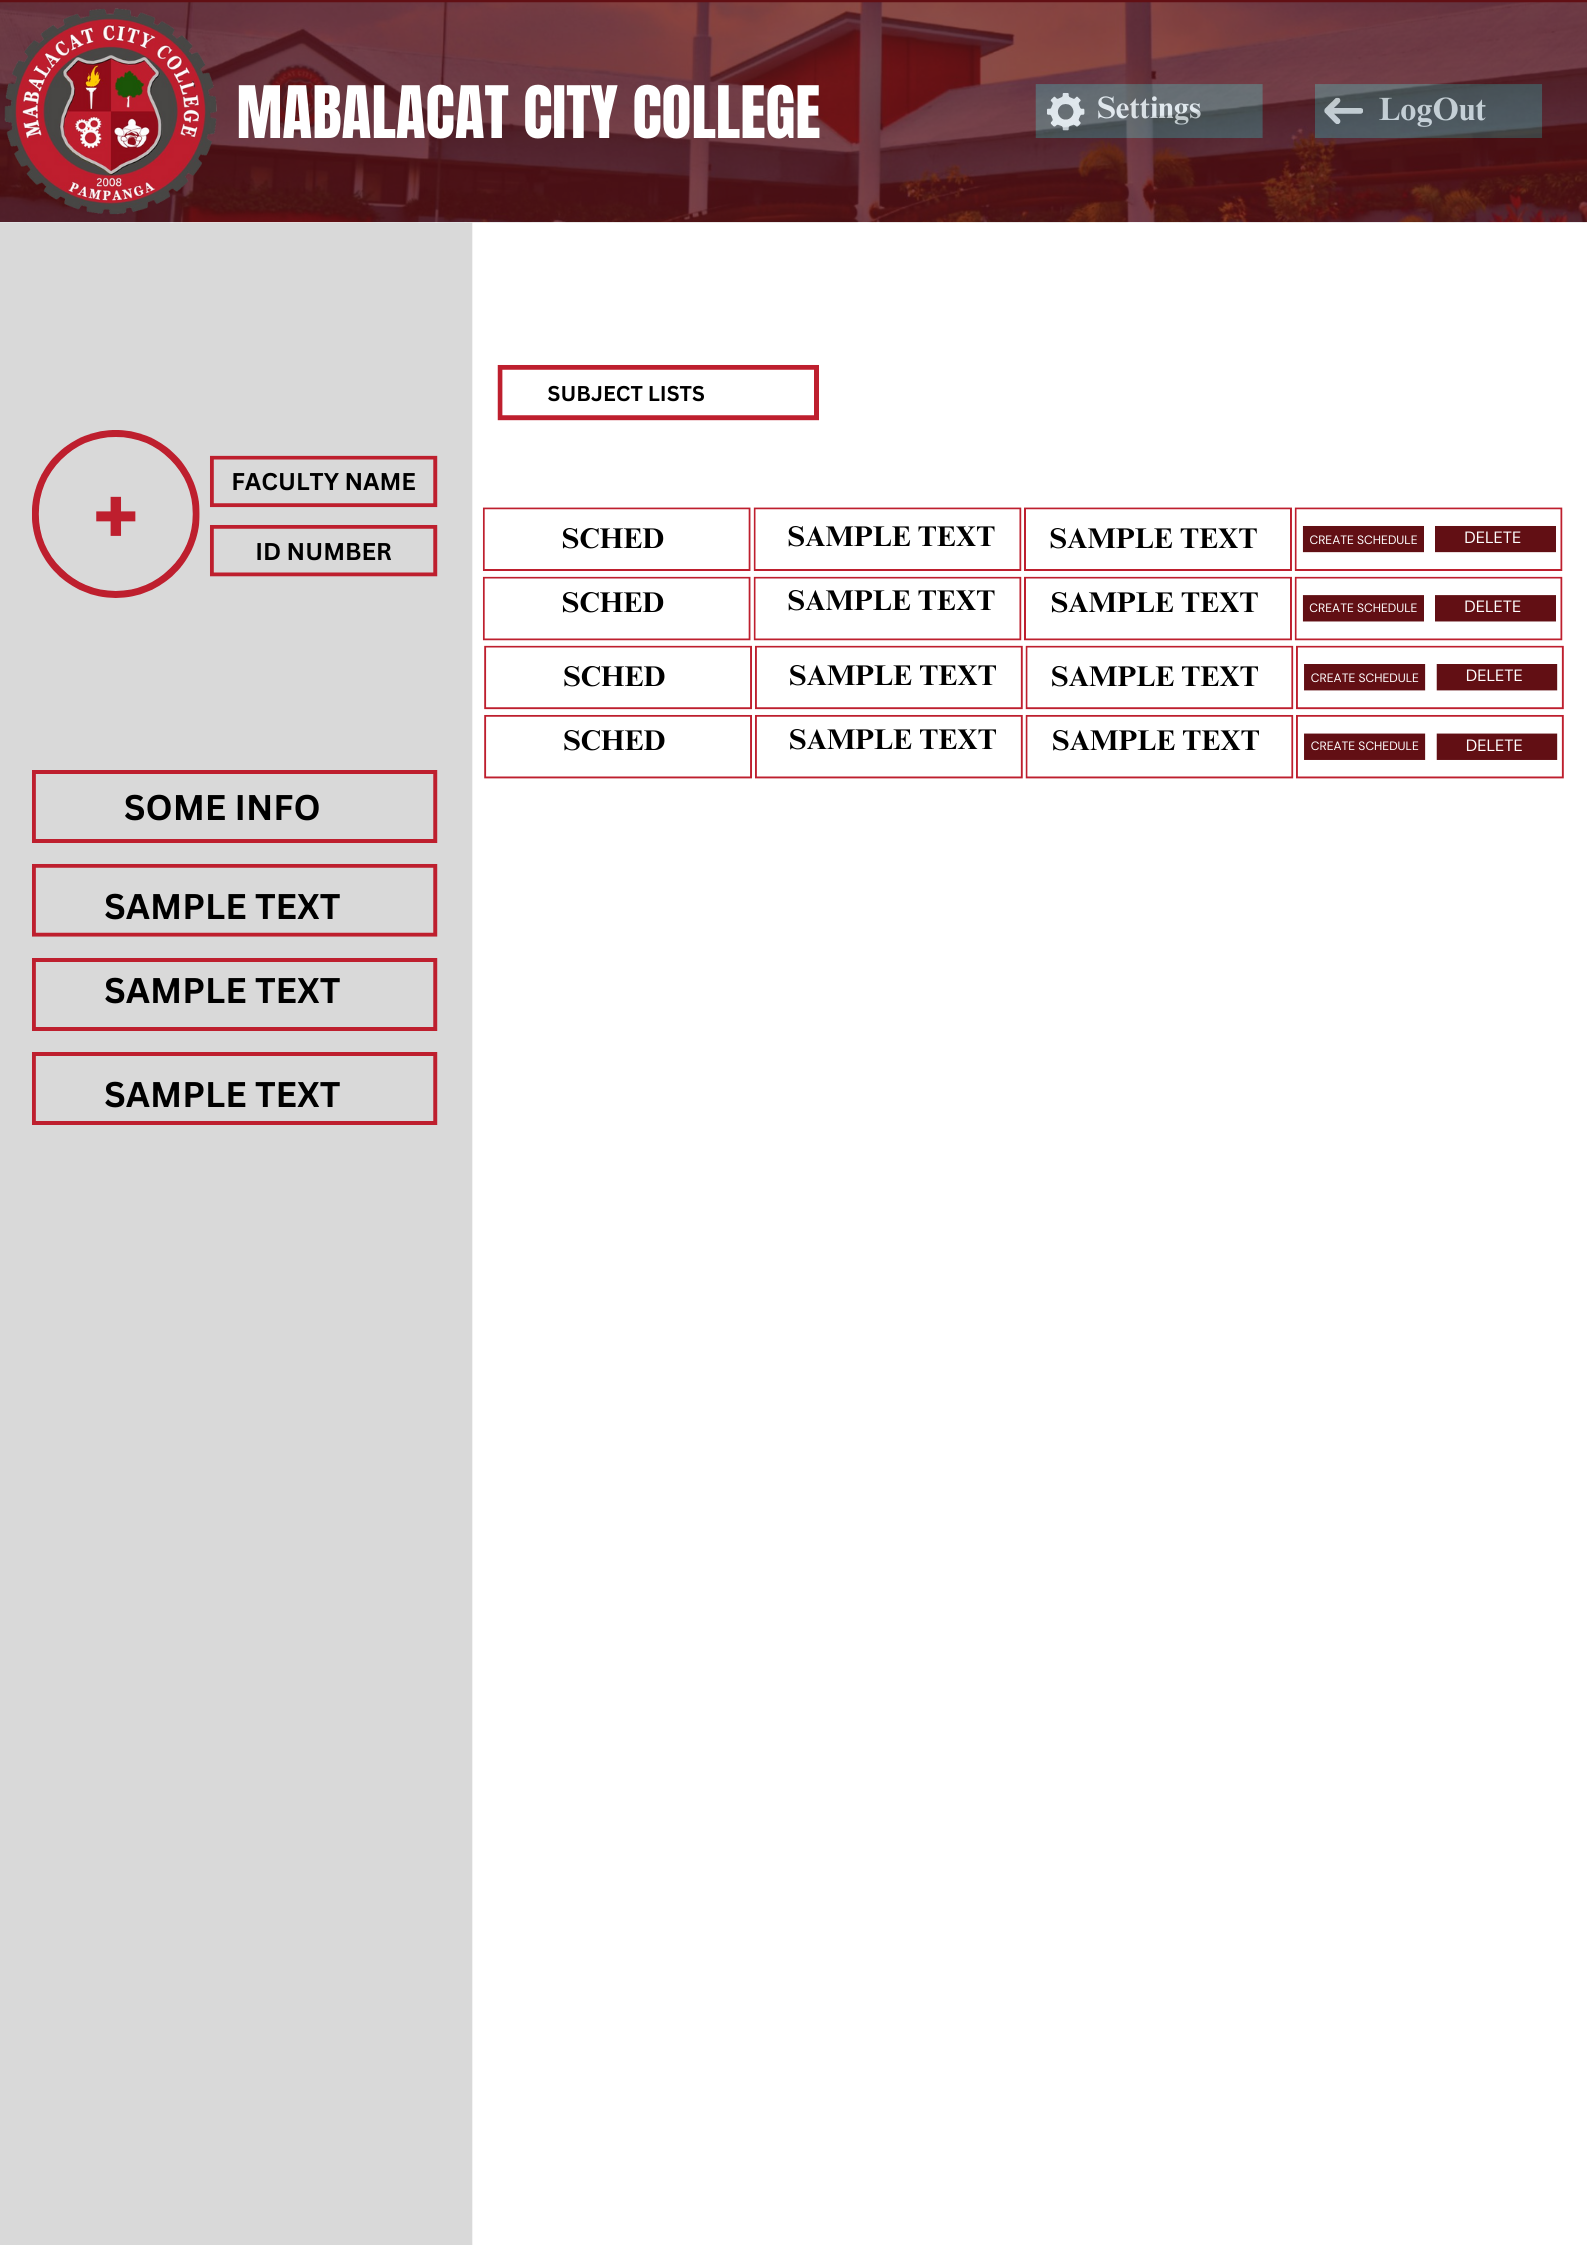 MABALACAT CITY COLLEGE
2008
PAMPANGA
MABALACAT CITY COLLEGE
Settings
LogOut
FACULTY NAME
ID NUMBER
SOME INFO
SAMPLE TEXT
SAMPLE TEXT
SAMPLE TEXT
SUBJECT LISTS
SCHED SAMPLE TEXT SAMPLE TEXT CREATE SCHEDULE DELETE
SCHED SAMPLE TEXT SAMPLE TEXT CREATE SCHEDULE DELETE
SCHED SAMPLE TEXT SAMPLE TEXT CREATE SCHEDULE DELETE
SCHED SAMPLE TEXT SAMPLE TEXT CREATE SCHEDULE DELETE